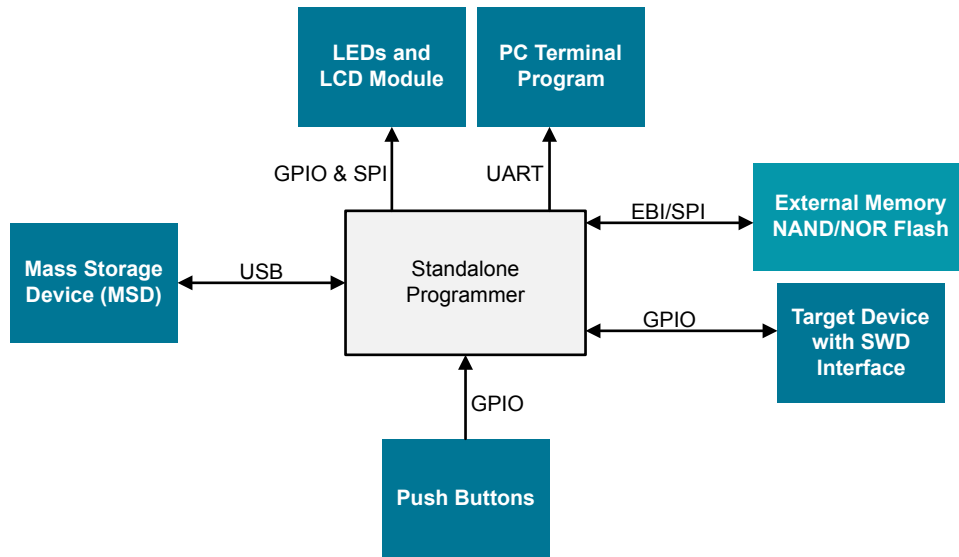 LEDs and
LCD Module
PC Terminal
Program
GPIO & SPI
UART
External Memory
NAND/NOR Flash
EBI/SPI
Mass Storage
Device (MSD)
USB
Standalone
Programmer
GPIO
Target Device
with SWD
Interface
GPIO
Push Buttons